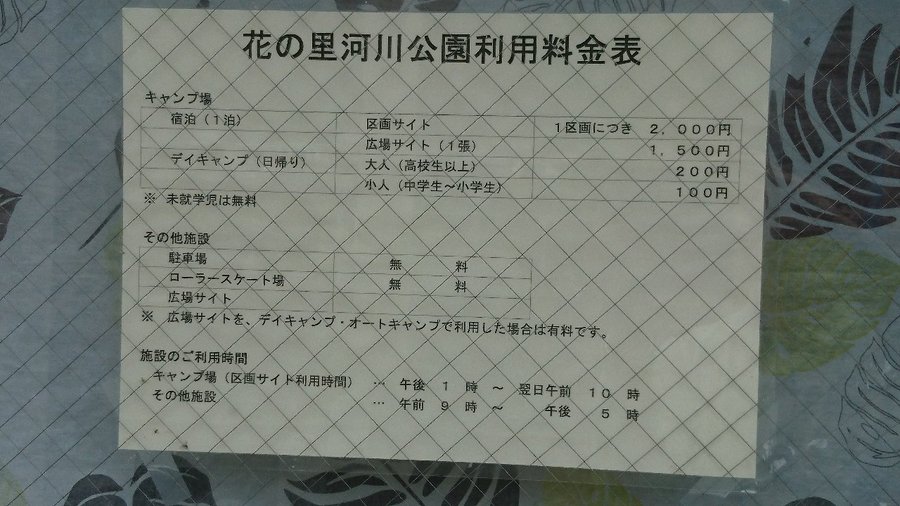 花の里河川公園利用料金表
キャンプ場
宿泊(1泊) 区画サイト 1区画につき 2,000円
広場サイト(1張) 1,500円
デイキャンプ(日帰り) 大人(高校生以上) 200円
小人(中学生～小学生) 100円
※ 未就学児は無料
その他施設
駐車場 無 料
ローラースケート場 無 料
広場サイト
※ 広場サイトを、デイキャンプ・オートキャンプで利用した場合は有料です。
施設のご利用時間
キャンプ場(区画サイト利用時間) … 午後 1 時 ～ 翌日午前 10 時
その他施設 … 午前 9 時 ～ 午後 5 時